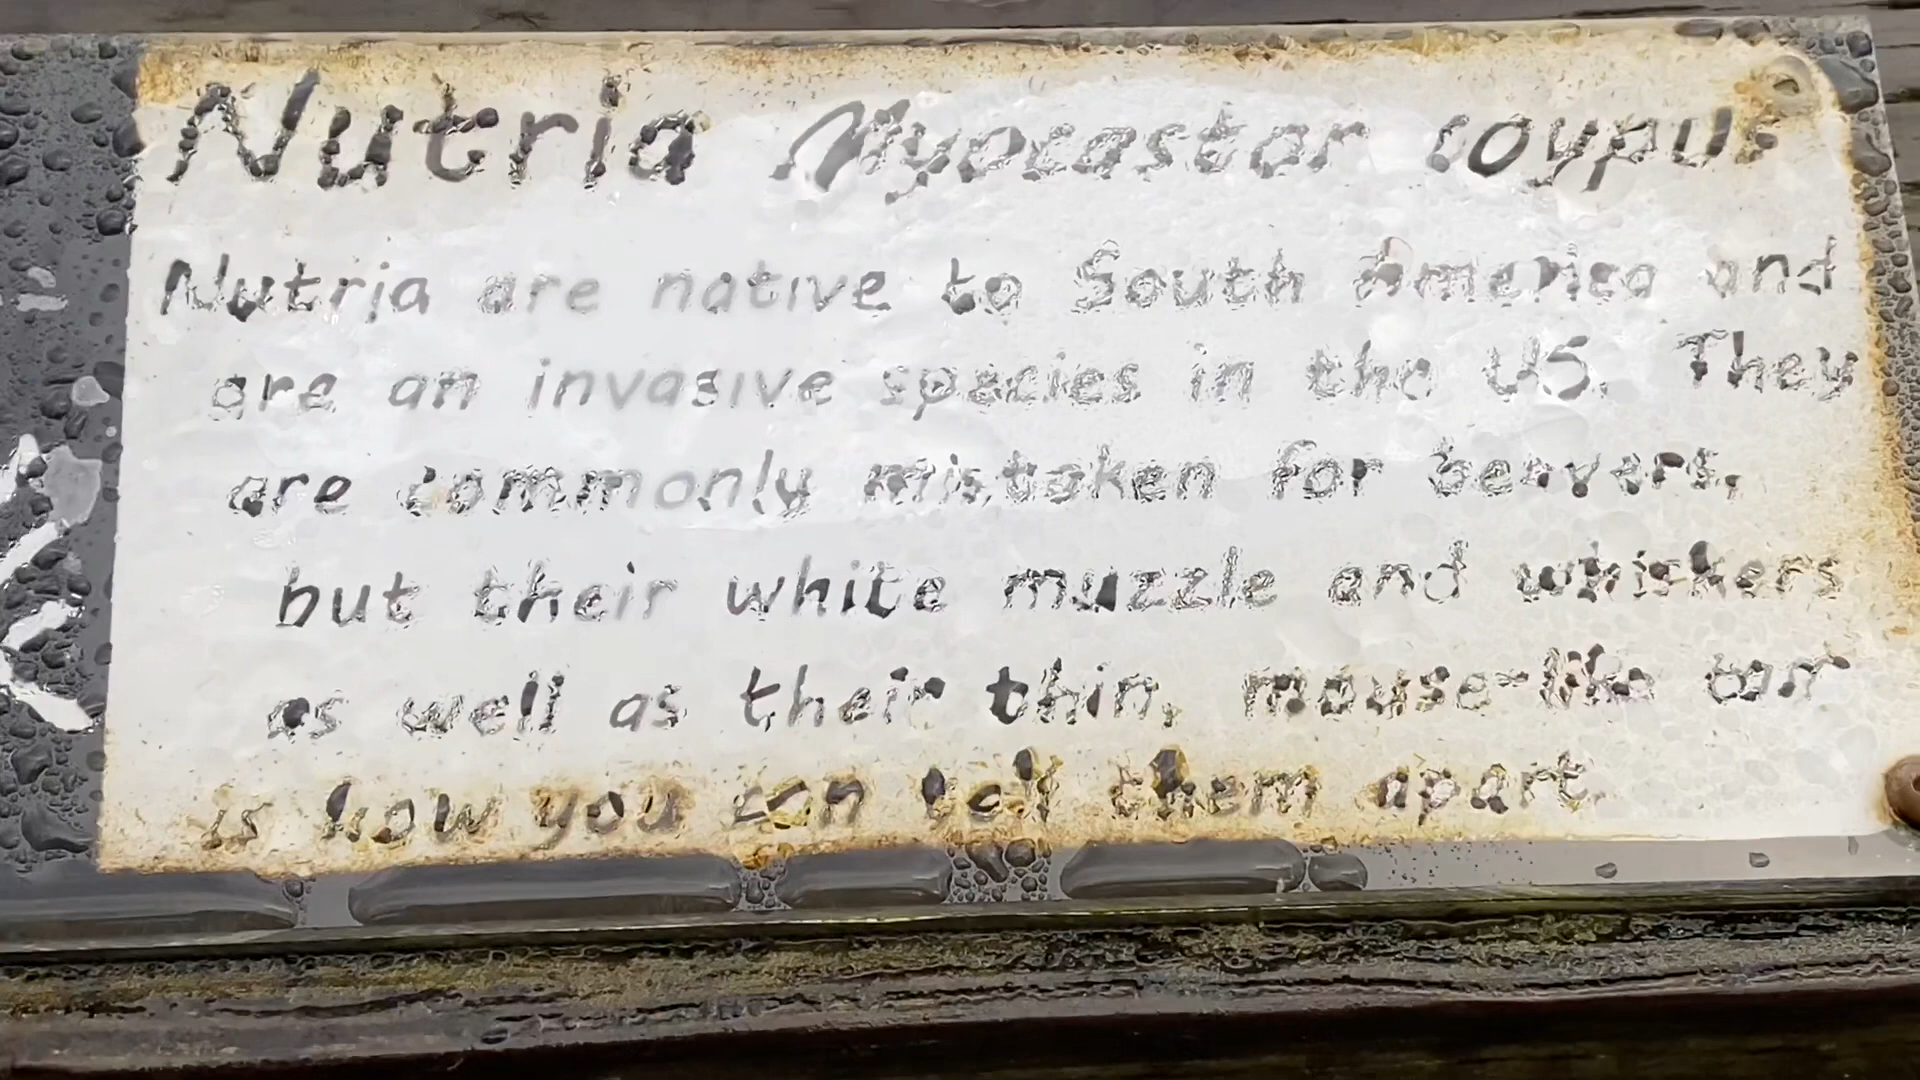 Nutria Myocastor coypus
Nutria are native to South America and
are an invasive species in the US. They
are commonly mistaken for beavers,
but their white muzzle and whiskers
as well as their thin, mouse-like tail
is how you can tell them apart.